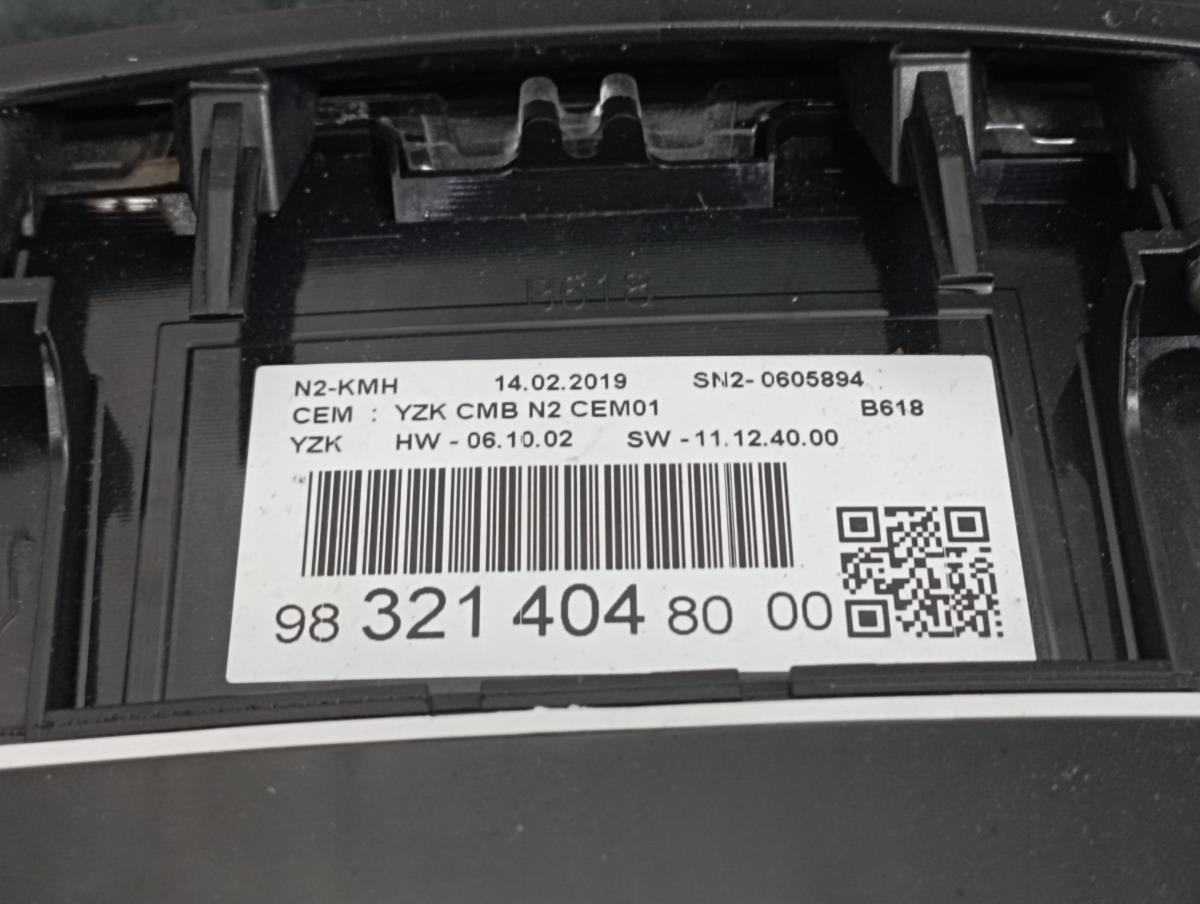 B618
N2-KMH 14.02.2019 SN2- 0605894
CEM : YZK CMB N2 CEM01 B618
YZK HW - 06.10.02 SW - 11.12.40.00
98 321 404 80 00